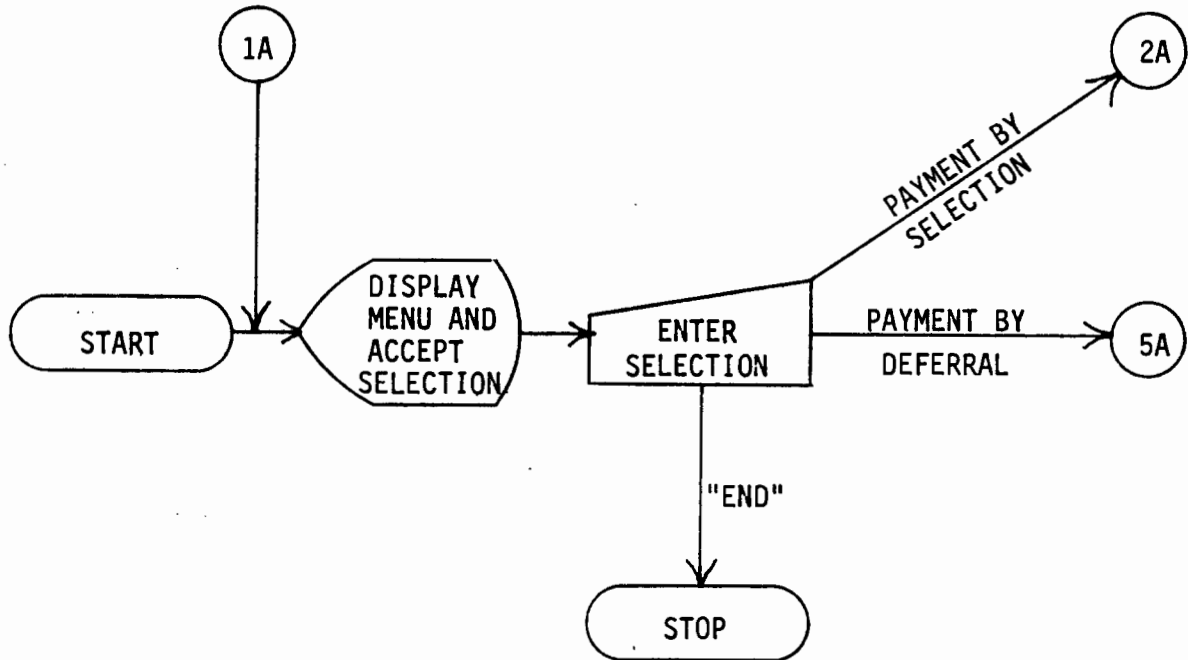 1A
2A
PAYMENT BY
SELECTION
START
DISPLAY
MENU AND
ACCEPT
SELECTION
ENTER
SELECTION
PAYMENT BY
DEFERRAL
5A
"END"
STOP